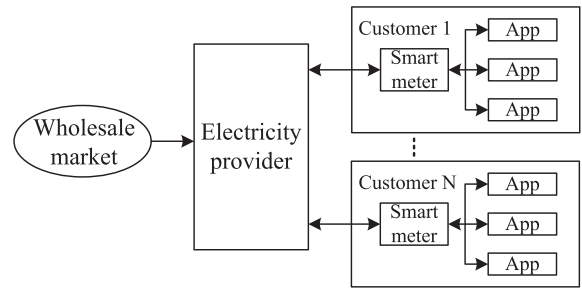 Wholesale
market
Electricity
provider
Customer 1
Smart
meter
App
App
App
Customer N
Smart
meter
App
App
App